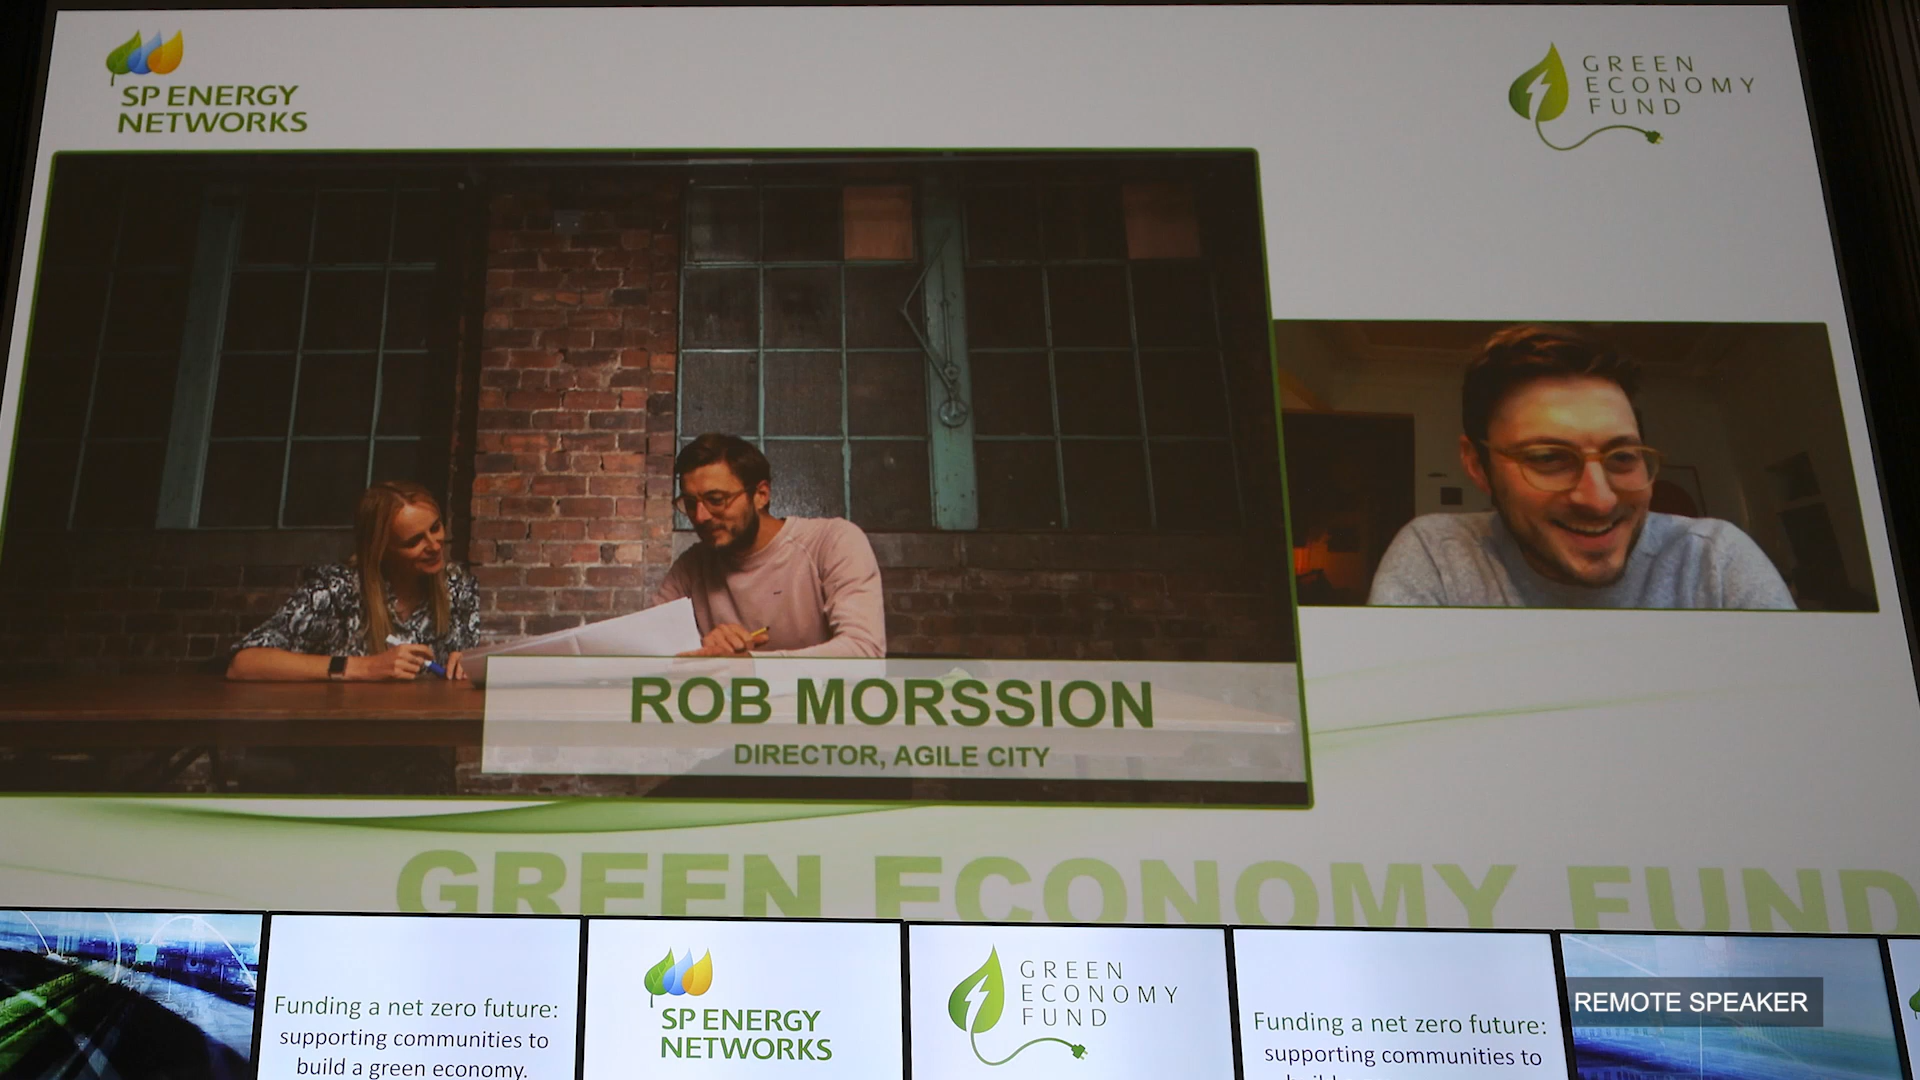 SP ENERGY
NETWORKS
GREEN
ECONOMY
FUND
ROB MORSSION
DIRECTOR, AGILE CITY
GREEN ECONOMY FUND
Funding a net zero future:
supporting communities to
build a green economy.
SP ENERGY
NETWORKS
GREEN
ECONOMY
FUND
Funding a net zero future:
supporting communities to
REMOTE SPEAKER